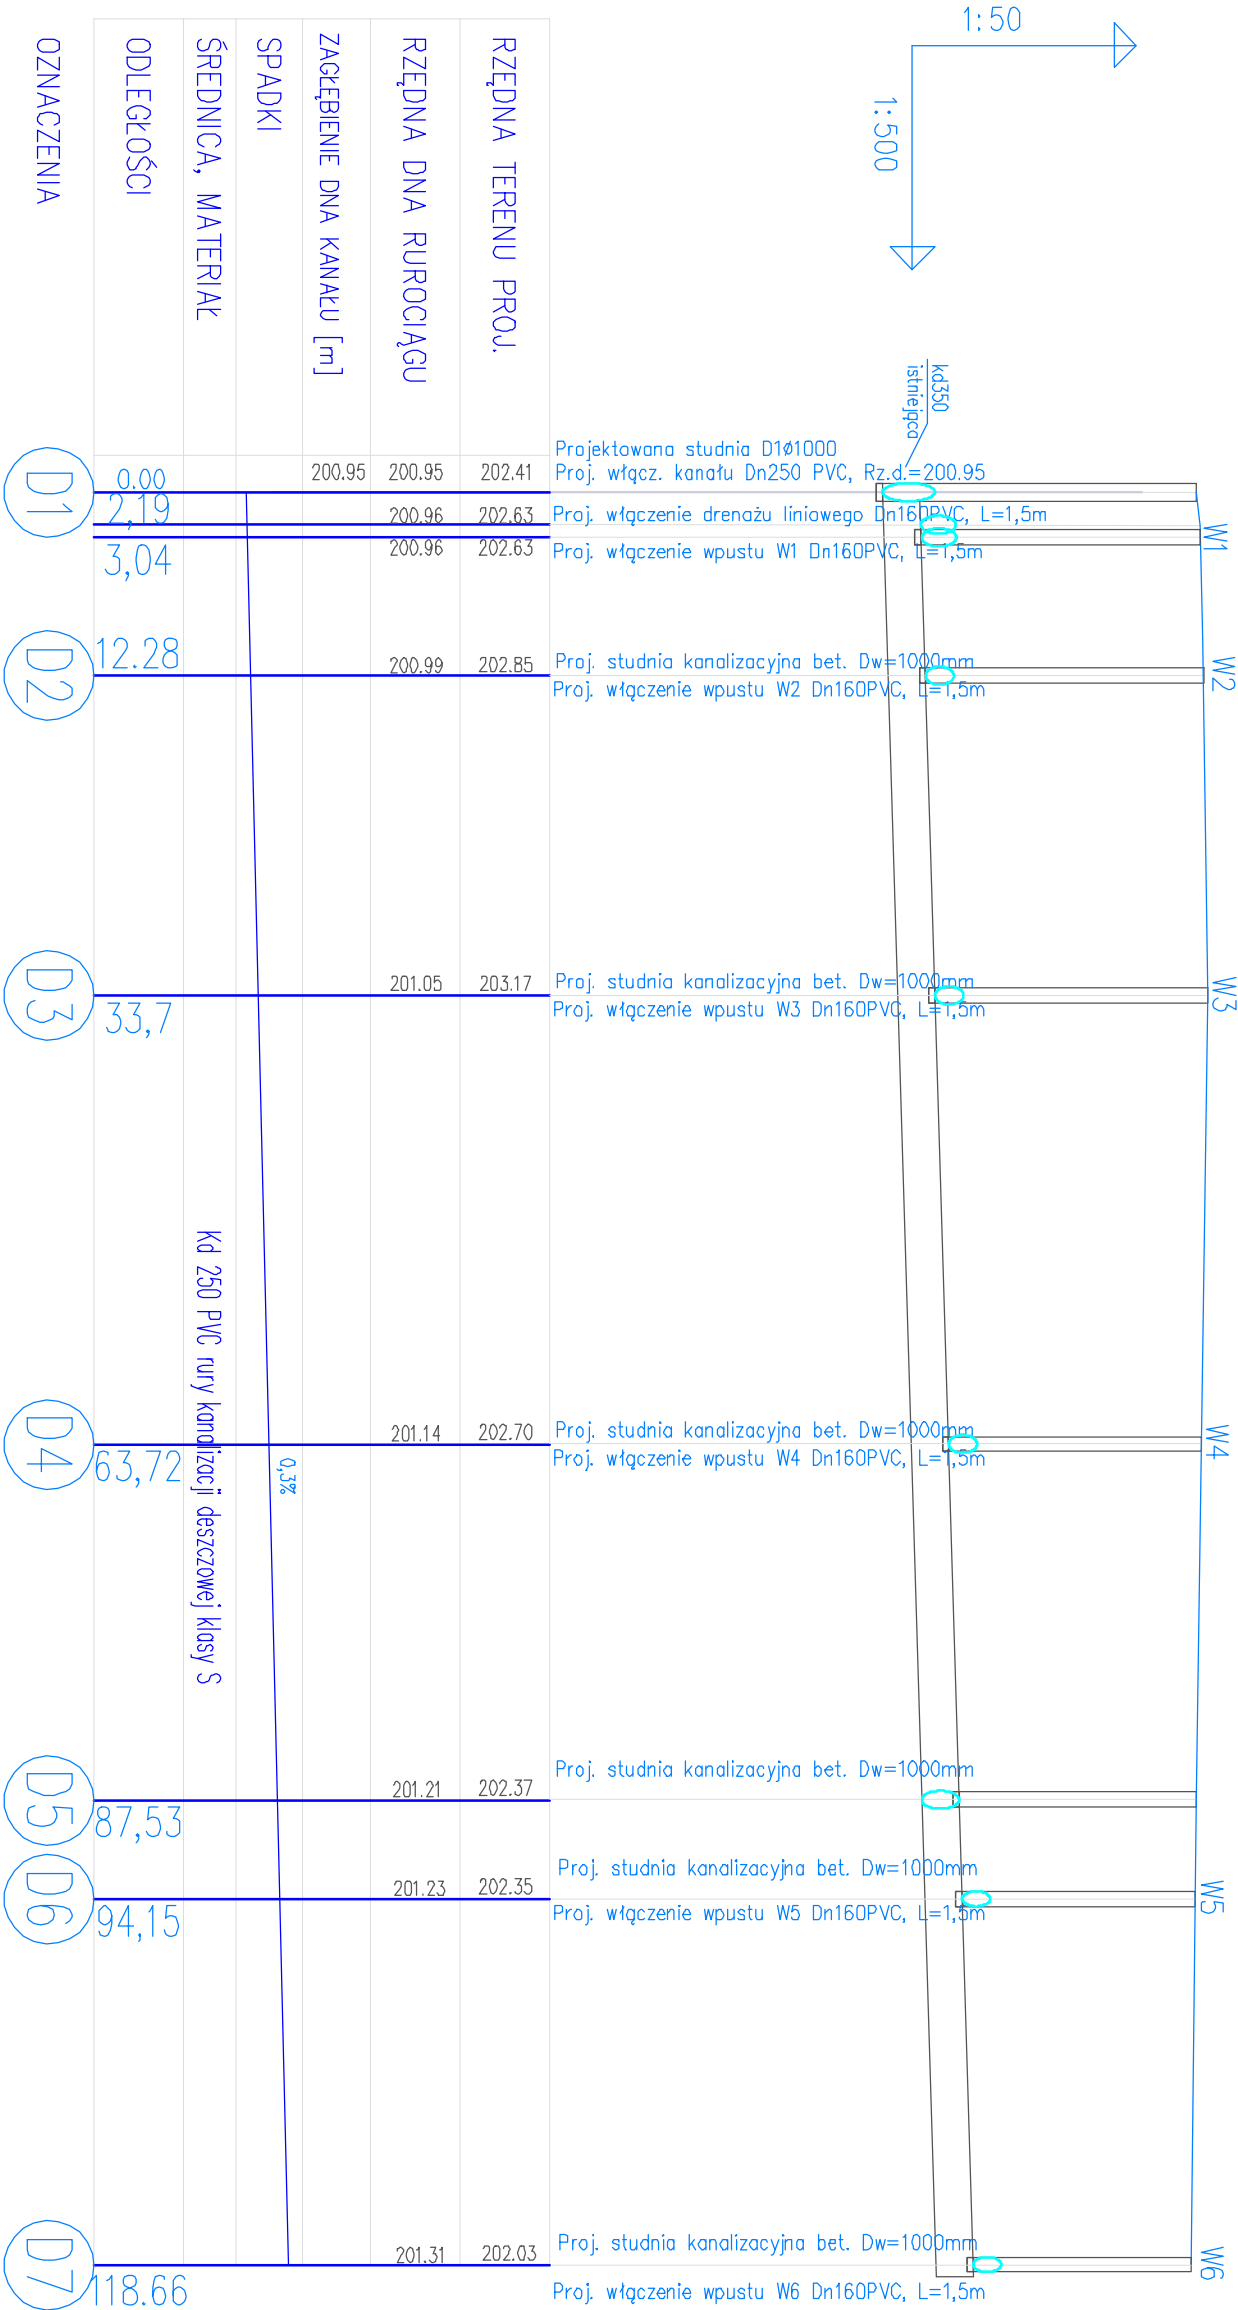 1:50
1:500
kd350
istniejąca
RZĘDNA TERENU PROJ.
RZĘDNA DNA RUROCIĄGU
ZAGŁĘBIENIE DNA KANAŁU [m]
SPADKI
ŚREDNICA, MATERIAŁ
ODLEGŁOŚCI
OZNACZENIA
Projektowana studnia D1ø1000
Proj. włącz. kanału Dn250 PVC, Rz.d.=200.95
D1
0.00
200.95
200.95
202.41
Proj. włączenie drenażu liniowego Dn160PVC, L=1,5m
2,19
200.96
202.63
W1
3,04
200.96
202.63
Proj. włączenie wpustu W1 Dn160PVC, L=1,5m
D2
12.28
200.99
202.85
Proj. studnia kanalizacyjna bet. Dw=1000mm
Proj. włączenie wpustu W2 Dn160PVC, L=1,5m
W2
D3
33,7
201.05
203.17
Proj. studnia kanalizacyjna bet. Dw=1000mm
Proj. włączenie wpustu W3 Dn160PVC, L=1,5m
W3
Kd 250 PVC rury kanalizacji deszczowej klasy S
0,3%
D4
63,72
201.14
202.70
Proj. studnia kanalizacyjna bet. Dw=1000mm
Proj. włączenie wpustu W4 Dn160PVC, L=1,5m
W4
D5
87,53
201.21
202.37
Proj. studnia kanalizacyjna bet. Dw=1000mm
D6
94,15
201.23
202.35
Proj. studnia kanalizacyjna bet. Dw=1000mm
Proj. włączenie wpustu W5 Dn160PVC, L=1,5m
W5
D7
118.66
201.31
202.03
Proj. studnia kanalizacyjna bet. Dw=1000mm
Proj. włączenie wpustu W6 Dn160PVC, L=1,5m
W6